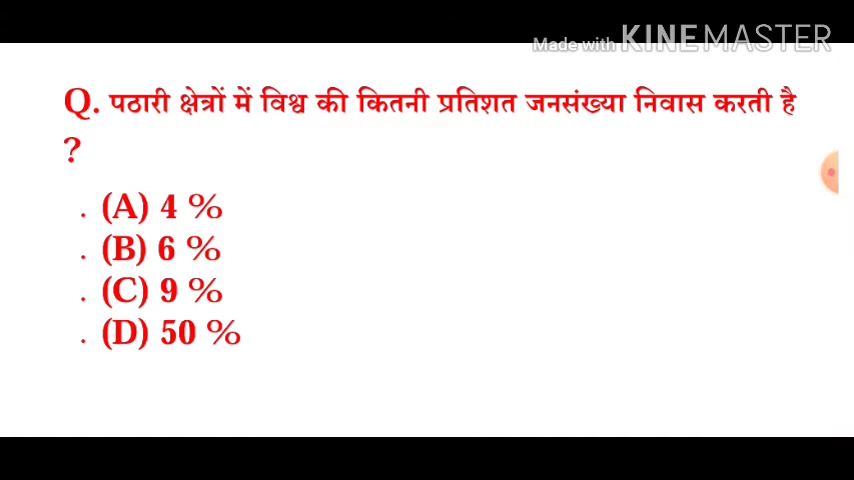 Made with KINEMASTER
Q. पठारी क्षेत्रों में विश्व की कितनी प्रतिशत जनसंख्या निवास करती है
?
. (A) 4 %
. (B) 6 %
. (C) 9 %
. (D) 50 %